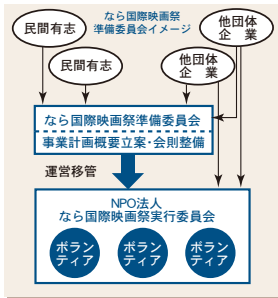 なら国際映画祭
準備委員会イメージ
民間有志
民間有志
他団体
企　業
他団体
企　業
なら国際映画祭準備委員会
事業計画概要立案・会則整備
運営移管
NPO法人
なら国際映画祭実行委員会
ボラン
ティア
ボラン
ティア
ボラン
ティア